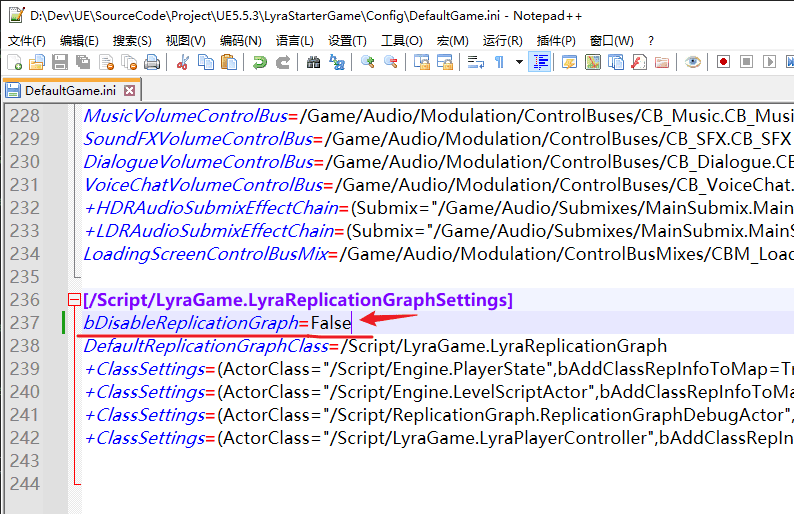 D:\Dev\UE\SourceCode\Project\UE5.5.3\LyraStarterGame\Config\DefaultGame.ini - Notepad++
文件(F) 编辑(E) 搜索(S) 视图(V) 编码(N) 语言(L) 设置(T) 工具(O) 宏(M) 运行(R) 插件(P) 窗口(W) ?
DefaultGame.ini
228 MusicVolumeControlBus=/Game/Audio/Modulation/ControlBuses/CB_Music.CB_Musi
229 SoundFXVolumeControlBus=/Game/Audio/Modulation/ControlBuses/CB_SFX.CB_SFX
230 DialogueVolumeControlBus=/Game/Audio/Modulation/ControlBuses/CB_Dialogue.CB
231 VoiceChatVolumeControlBus=/Game/Audio/Modulation/ControlBuses/CB_VoiceChat.
232 +HDRAudioSubmixEffectChain=(Submix="/Game/Audio/Submixes/MainSubmix.Main
233 +LDRAudioSubmixEffectChain=(Submix="/Game/Audio/Submixes/MainSubmix.MainS
234 LoadingScreenControlBusMix=/Game/Audio/Modulation/ControlBusMixes/CBM_Load
235
236 [/Script/LyraGame.LyraReplicationGraphSettings]
237 bDisableReplicationGraph=False
238 DefaultReplicationGraphClass=/Script/LyraGame.LyraReplicationGraph
239 +ClassSettings=(ActorClass="/Script/Engine.PlayerState",bAddClassRepInfoToMap=Tr
240 +ClassSettings=(ActorClass="/Script/Engine.LevelScriptActor",bAddClassRepInfoToMa
241 +ClassSettings=(ActorClass="/Script/ReplicationGraph.ReplicationGraphDebugActor",
242 +ClassSettings=(ActorClass="/Script/LyraGame.LyraPlayerController",bAddClassRepIn
243
244